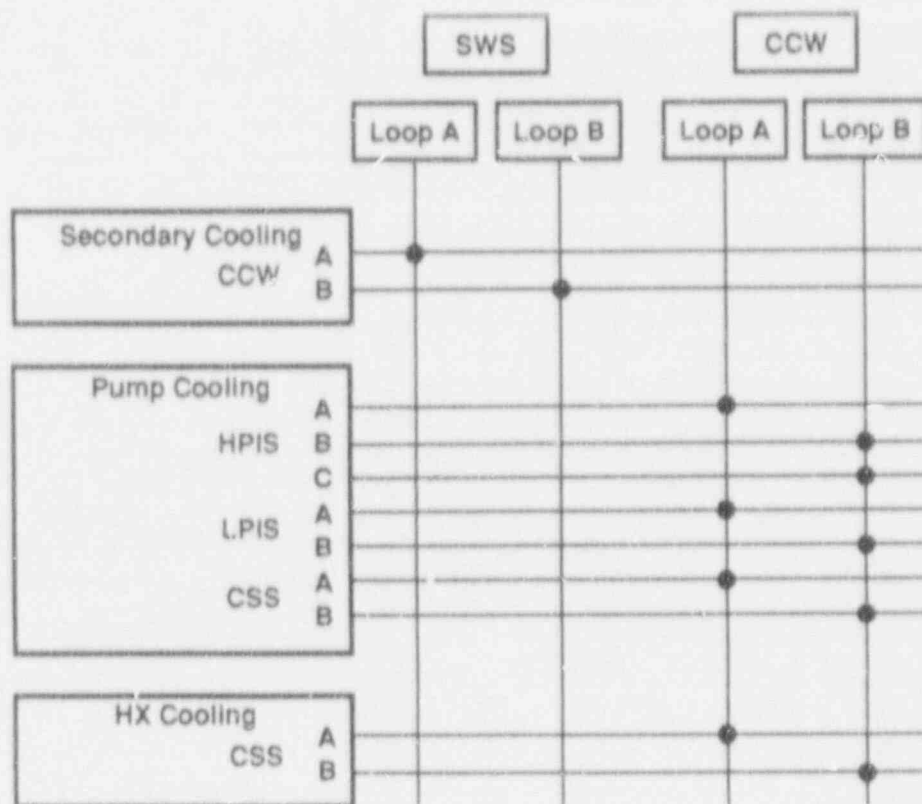 SWS CCW
Loop A Loop B Loop A Loop B
Secondary Cooling
A
CCW
B
Pump Cooling
A
HPIS B
C
A
LPIS
B
A
CSS
B
HX Cooling
A
CSS
B